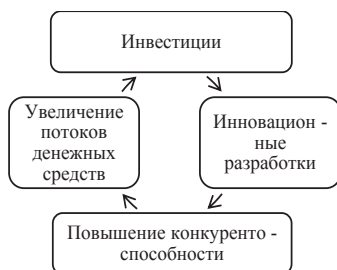 Инвестиции
Увеличение
потоков
денежных
средств
Инновацион -
ные
разработки
Повышение конкуренто -
способности